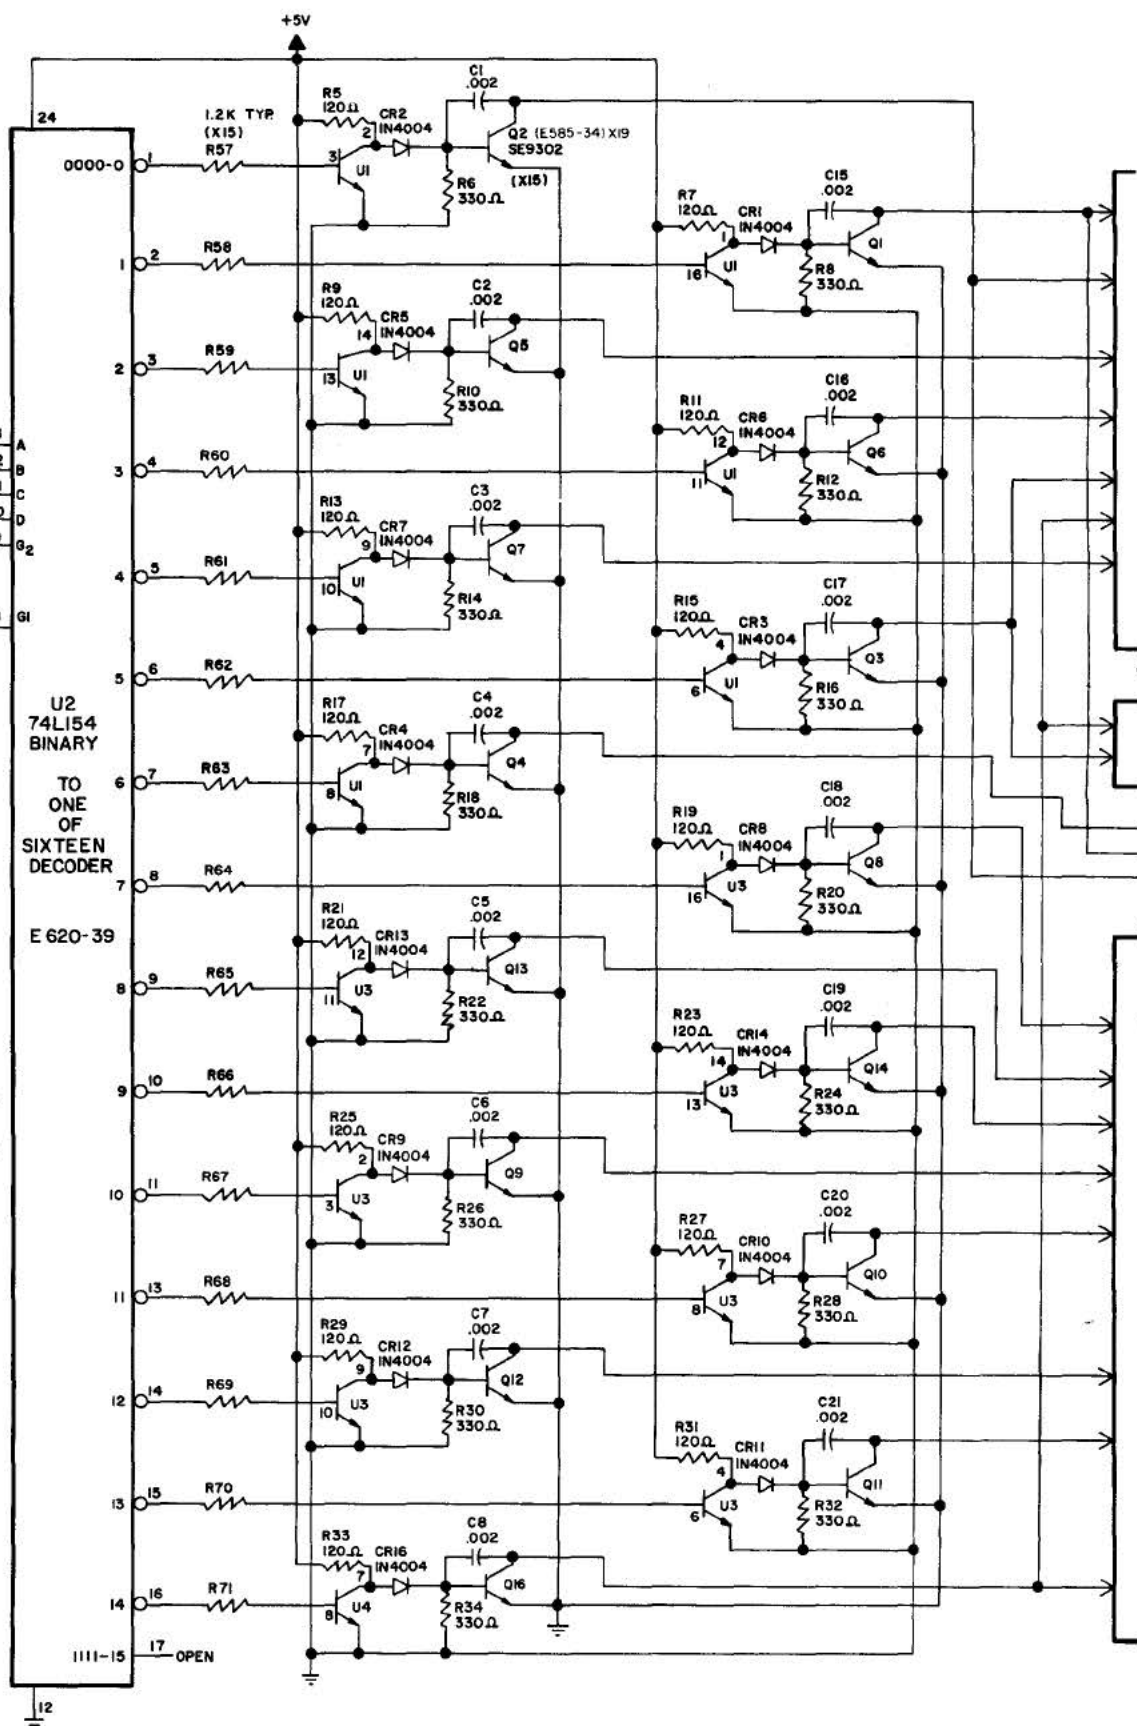 +5V
24
1.2K TYP.
(X15)
R57
0000-0
1
R5
120Ω
2
CR2
IN4004
3
U1
C1
.002
Q2 (E585-34) X19
SE9302
(X15)
R6
330Ω
R7
120Ω
1
CR1
IN4004
16
U1
C15
.002
Q1
R8
330Ω
1
2
R58
R9
120Ω
14
CR5
IN4004
13
U1
C2
.002
Q5
R10
330Ω
2
3
R59
R11
120Ω
12
CR6
IN4004
11
U1
C16
.002
Q6
R12
330Ω
A
B
C
D
G2
G1
3
4
R60
R13
120Ω
9
CR7
IN4004
10
U1
C3
.002
Q7
R14
330Ω
4
5
R61
R15
120Ω
4
CR3
IN4004
6
U1
C17
.002
Q3
R16
330Ω
5
6
R62
U2
74L154
BINARY
TO
ONE
OF
SIXTEEN
DECODER
E 620-39
R17
120Ω
7
CR4
IN4004
8
U1
C4
.002
Q4
R18
330Ω
6
7
R63
R19
120Ω
1
CR8
IN4004
16
U3
C18
.002
Q8
R20
330Ω
7
8
R64
R21
120Ω
12
CR13
IN4004
11
U3
C5
.002
Q13
R22
330Ω
8
9
R65
R23
120Ω
14
CR14
IN4004
13
U3
C19
.002
Q14
R24
330Ω
9
10
R66
R25
120Ω
2
CR9
IN4004
3
U3
C6
.002
Q9
R26
330Ω
10
11
R67
R27
120Ω
7
CR10
IN4004
8
U3
C20
.002
Q10
R28
330Ω
11
13
R68
R29
120Ω
9
CR12
IN4004
10
U3
C7
.002
Q12
R30
330Ω
12
14
R69
R31
120Ω
4
CR11
IN4004
6
U3
C21
.002
Q11
R32
330Ω
13
15
R70
R33
120Ω
7
CR16
IN4004
8
U4
C8
.002
Q16
R34
330Ω
14
16
R71
1111-15
17
OPEN
12